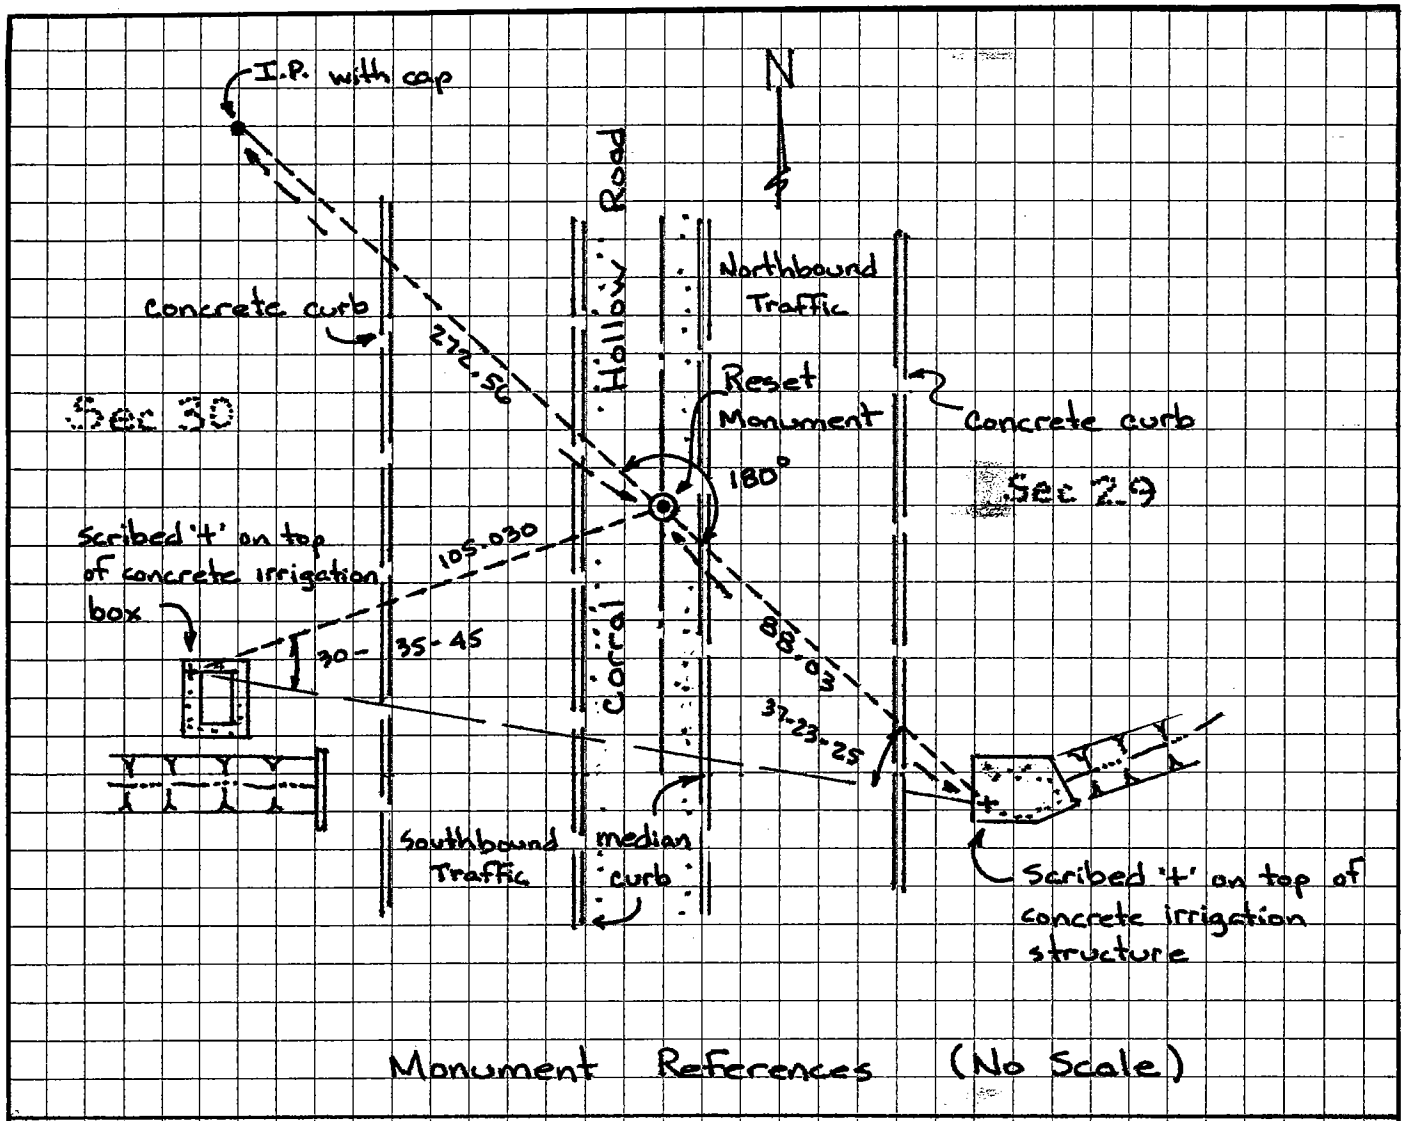 I.P. with cap
N
Corral Hollow Road
Northbound
Traffic
concrete curb
272.56
Reset
Monument
Concrete curb
Sec 30
180°
Sec 29
scribed '+' on top
of concrete irrigation
box
105.030
30-35-45
88.03
37-23-25
Southbound
Traffic
median
curb
Scribed '+' on top of
concrete irrigation
structure
Monument References (No Scale)